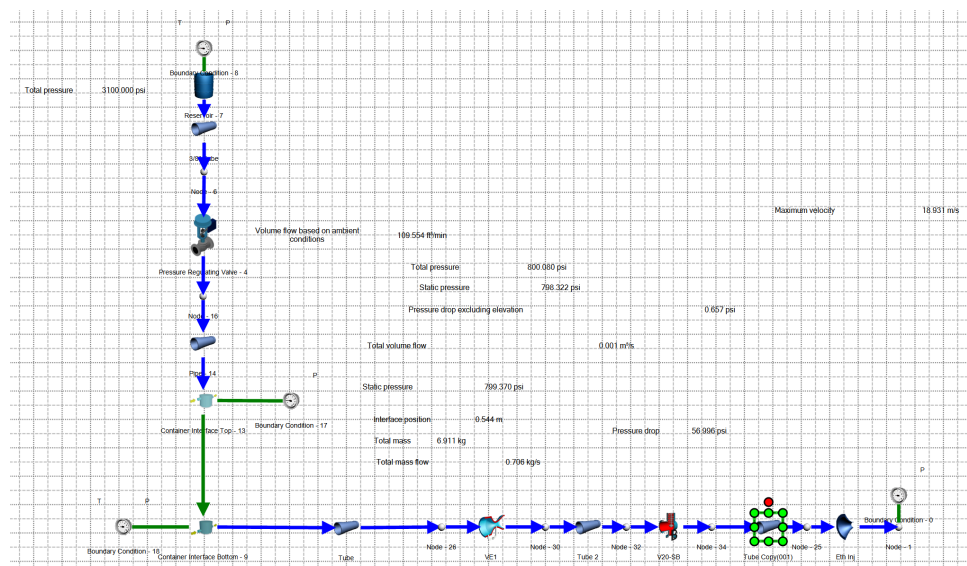 T P
Boundary Condition - 8
Total pressure 3100.000 psi
Reservoir - 7
3/8 Tube
Node - 6
Maximum velocity 18.931 m/s
Volume flow based on ambient
conditions
109.554 ft³/min
Total pressure 800.080 psi
Pressure Regulating Valve - 4
Static pressure 798.322 psi
Pressure drop excluding elevation 0.657 psi
Node - 16
Total volume flow 0.001 m³/s
Pipe - 14
P
Static pressure 799.370 psi
Interface position 0.544 m
Boundary Condition - 17
Container Interface Top - 13
Pressure drop 56.996 psi
Total mass 6.911 kg
Total mass flow 0.706 kg/s
P
T P
Boundary Condition - 0
Boundary Condition - 18
Container Interface Bottom - 9
Tube
Node - 26
VE1
Node - 30
Tube 2
Node - 32
V20-SB
Node - 34
Tube Copy(001)
Node - 25
Eth Inj
Node - 1